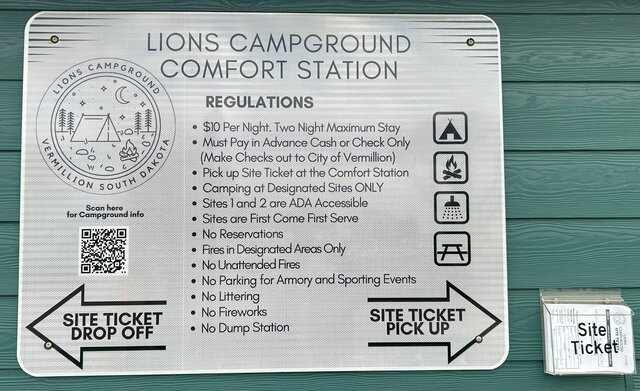 LIONS CAMPGROUND
COMFORT STATION
LIONS CAMPGROUND
VERMILLION SOUTH DAKOTA
REGULATIONS
• $10 Per Night. Two Night Maximum Stay
• Must Pay in Advance Cash or Check Only
(Make Checks out to City of Vermillion)
• Pick up Site Ticket at the Comfort Station
• Camping at Designated Sites ONLY
• Sites 1 and 2 are ADA Accessible
• Sites are First Come First Serve
• No Reservations
• Fires in Designated Areas Only
• No Unattended Fires
• No Parking for Armory and Sporting Events
• No Littering
• No Fireworks
• No Dump Station
Scan here
for Campground info
SITE TICKET
DROP OFF
SITE TICKET
PICK UP
Site
Ticket